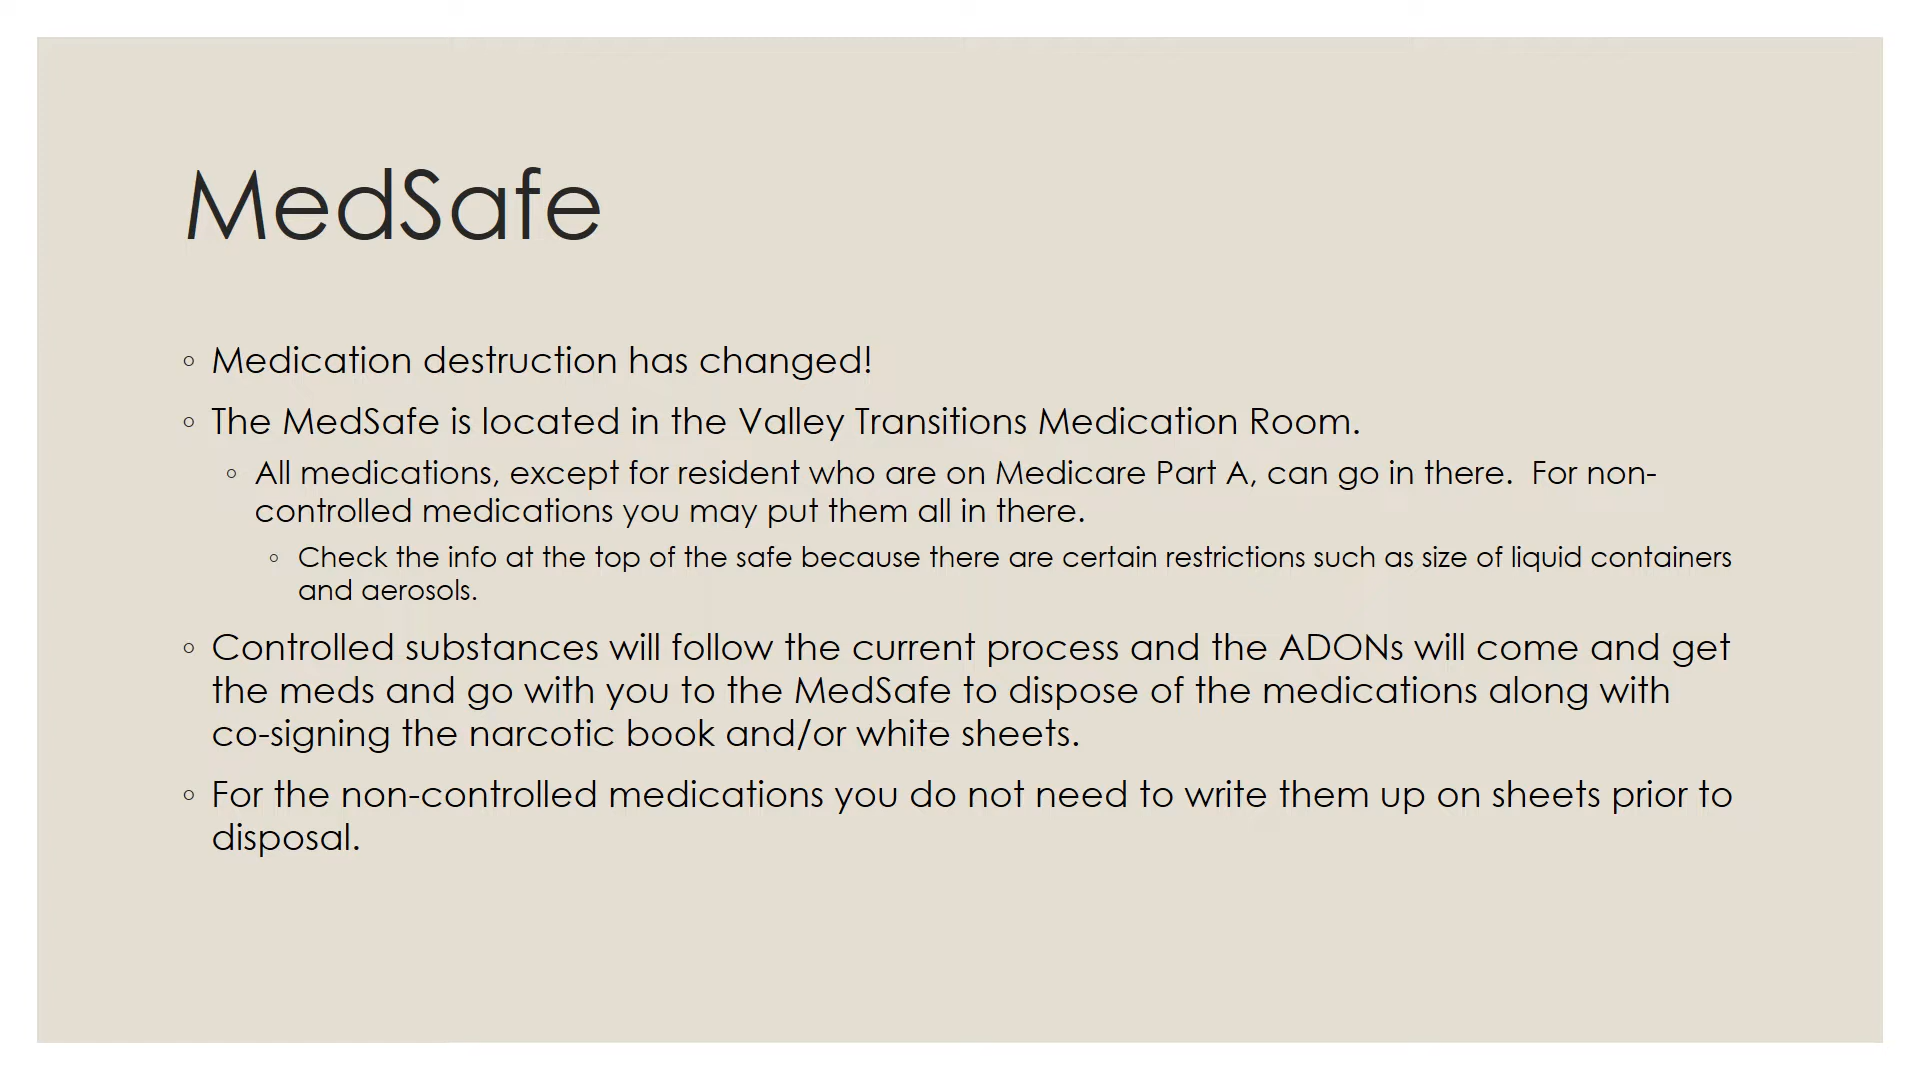 MedSafe
◦ Medication destruction has changed!
◦ The MedSafe is located in the Valley Transitions Medication Room.
◦ All medications, except for resident who are on Medicare Part A, can go in there.  For non-
controlled medications you may put them all in there.
◦ Check the info at the top of the safe because there are certain restrictions such as size of liquid containers
and aerosols.
◦ Controlled substances will follow the current process and the ADONs will come and get
the meds and go with you to the MedSafe to dispose of the medications along with
co-signing the narcotic book and/or white sheets.
◦ For the non-controlled medications you do not need to write them up on sheets prior to
disposal.